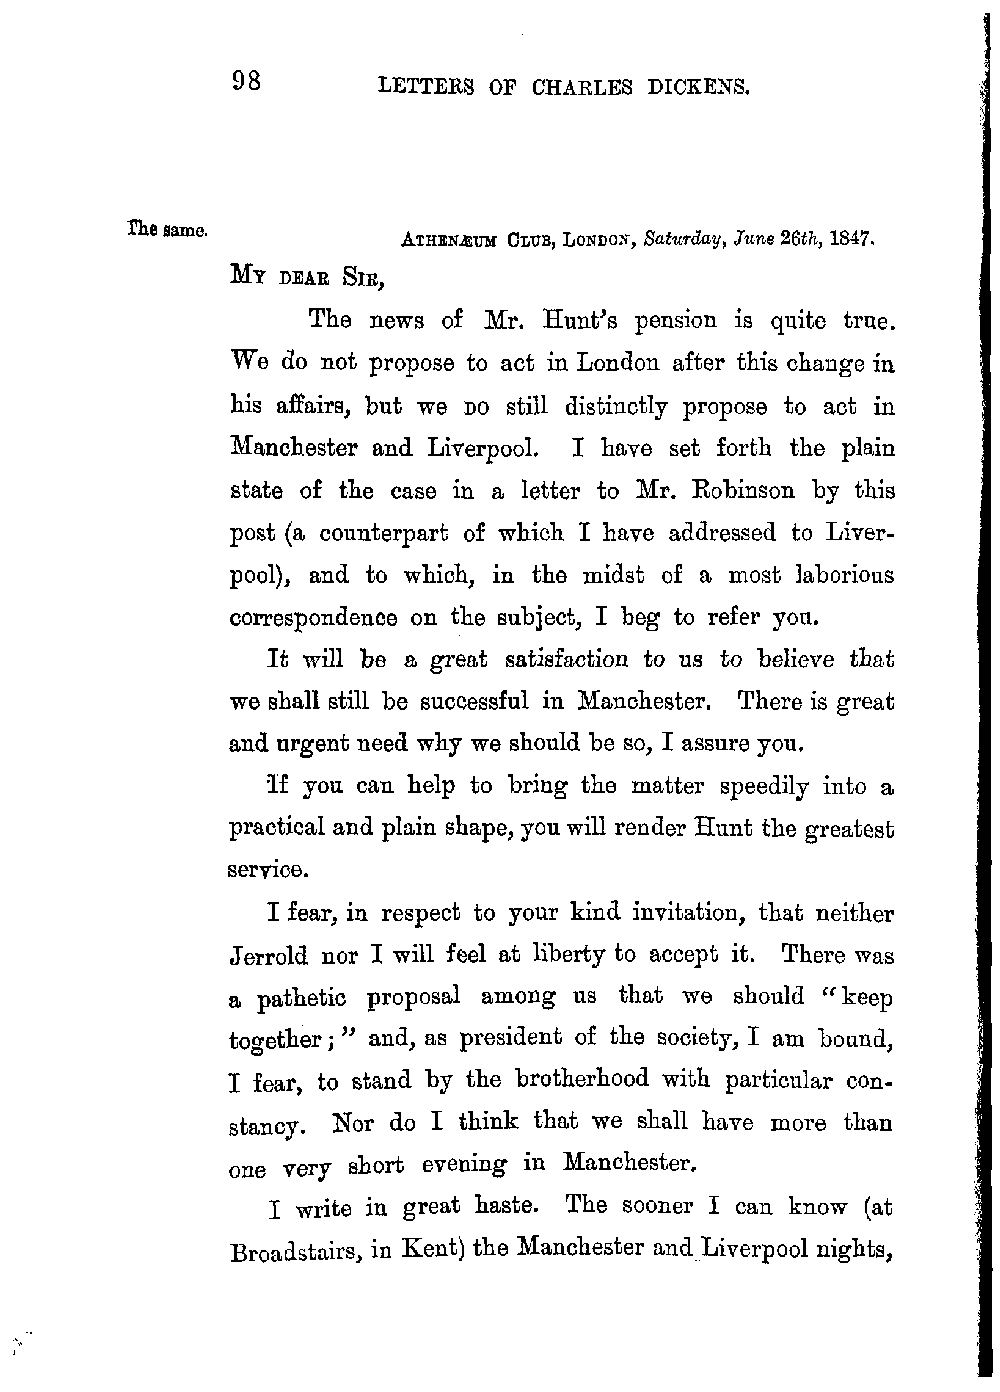 98 LETTERS OF CHARLES DICKENS.
The same.
ATHENÆUM CLUB, LONDON, Saturday, June 26th, 1847.
MY DEAR SIR,
The news of Mr. Hunt's pension is quite true.
We do not propose to act in London after this change in
his affairs, but we DO still distinctly propose to act in
Manchester and Liverpool. I have set forth the plain
state of the case in a letter to Mr. Robinson by this
post (a counterpart of which I have addressed to Liver-
pool), and to which, in the midst of a most laborious
correspondence on the subject, I beg to refer you.
It will be a great satisfaction to us to believe that
we shall still be successful in Manchester. There is great
and urgent need why we should be so, I assure you.
If you can help to bring the matter speedily into a
practical and plain shape, you will render Hunt the greatest
service.
I fear, in respect to your kind invitation, that neither
Jerrold nor I will feel at liberty to accept it. There was
a pathetic proposal among us that we should "keep
together;" and, as president of the society, I am bound,
I fear, to stand by the brotherhood with particular con-
stancy. Nor do I think that we shall have more than
one very short evening in Manchester.
I write in great haste. The sooner I can know (at
Broadstairs, in Kent) the Manchester and Liverpool nights,